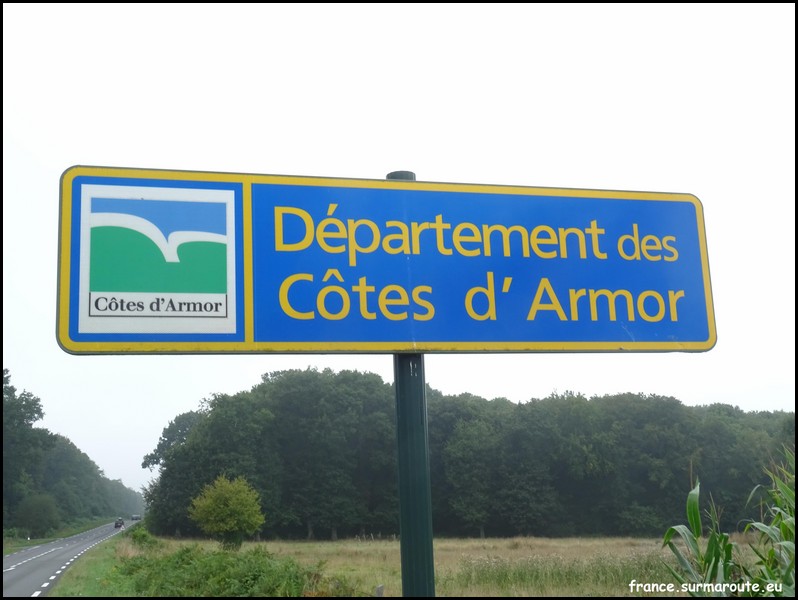 Département des
Côtes d' Armor
Côtes d'Armor
france.surmaroute.eu